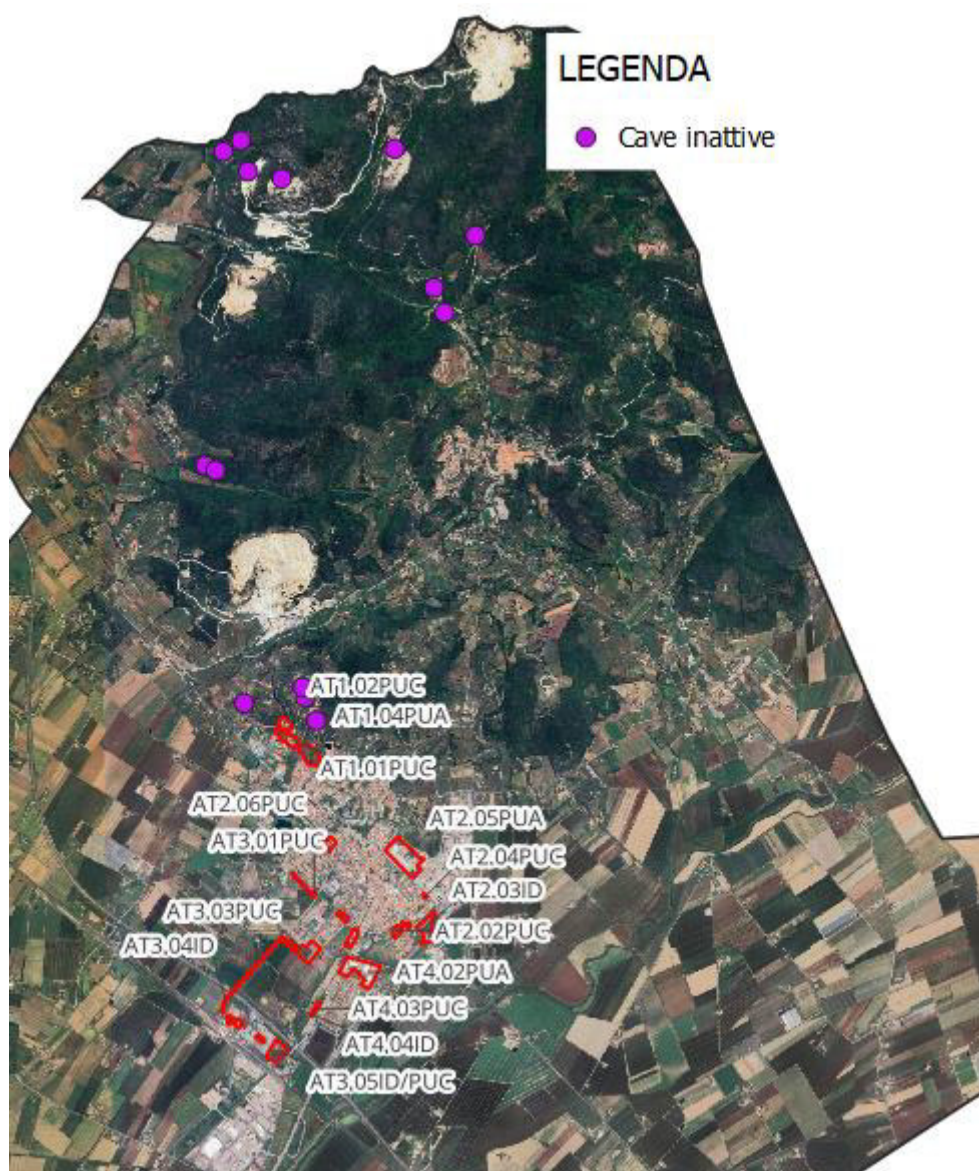 LEGENDA
Cave inattive
AT1.02PUC
AT1.04PUA
AT1.01PUC
AT2.06PUC
AT2.05PUA
AT3.01PUC
AT2.04PUC
AT2.03ID
AT3.03PUC
AT2.02PUC
AT3.04ID
AT4.02PUA
AT4.03PUC
AT4.04ID
AT3.05ID/PUC